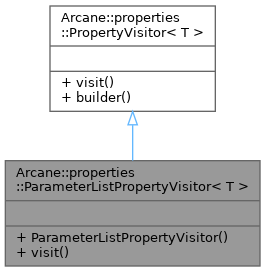 Arcane::properties
::PropertyVisitor< T >
+ visit()
+ builder()
Arcane::properties
::ParameterListPropertyVisitor< T >
+ ParameterListPropertyVisitor()
+ visit()